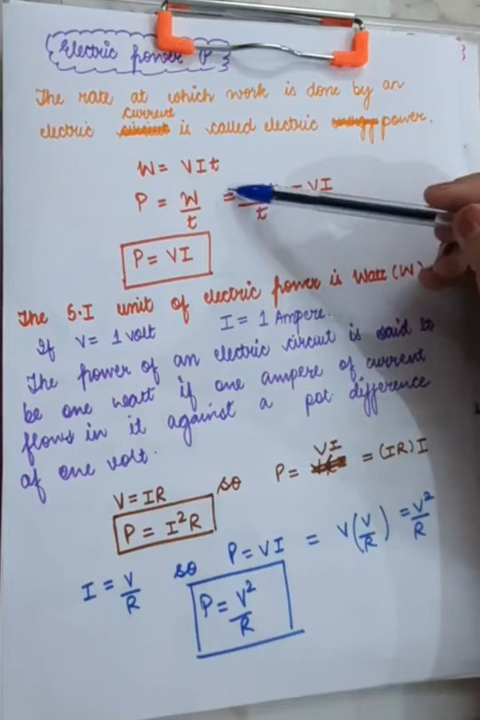 Electric power P
The rate at which work is done by an
current
electric is called electric power.
W = VIt
P = W/t = /t = VI
P = VI
The S.I unit of electric power is Watt (W)
If V = 1 volt I = 1 Ampere.
The power of an electric circuit is said to
be one watt if one ampere of current
flows in it against a pot difference
of one volt.
V = IR so P = VI = (IR) I
P = I²R
I = V/R so P = VI = V(V/R) = V²/R
P = V²/R